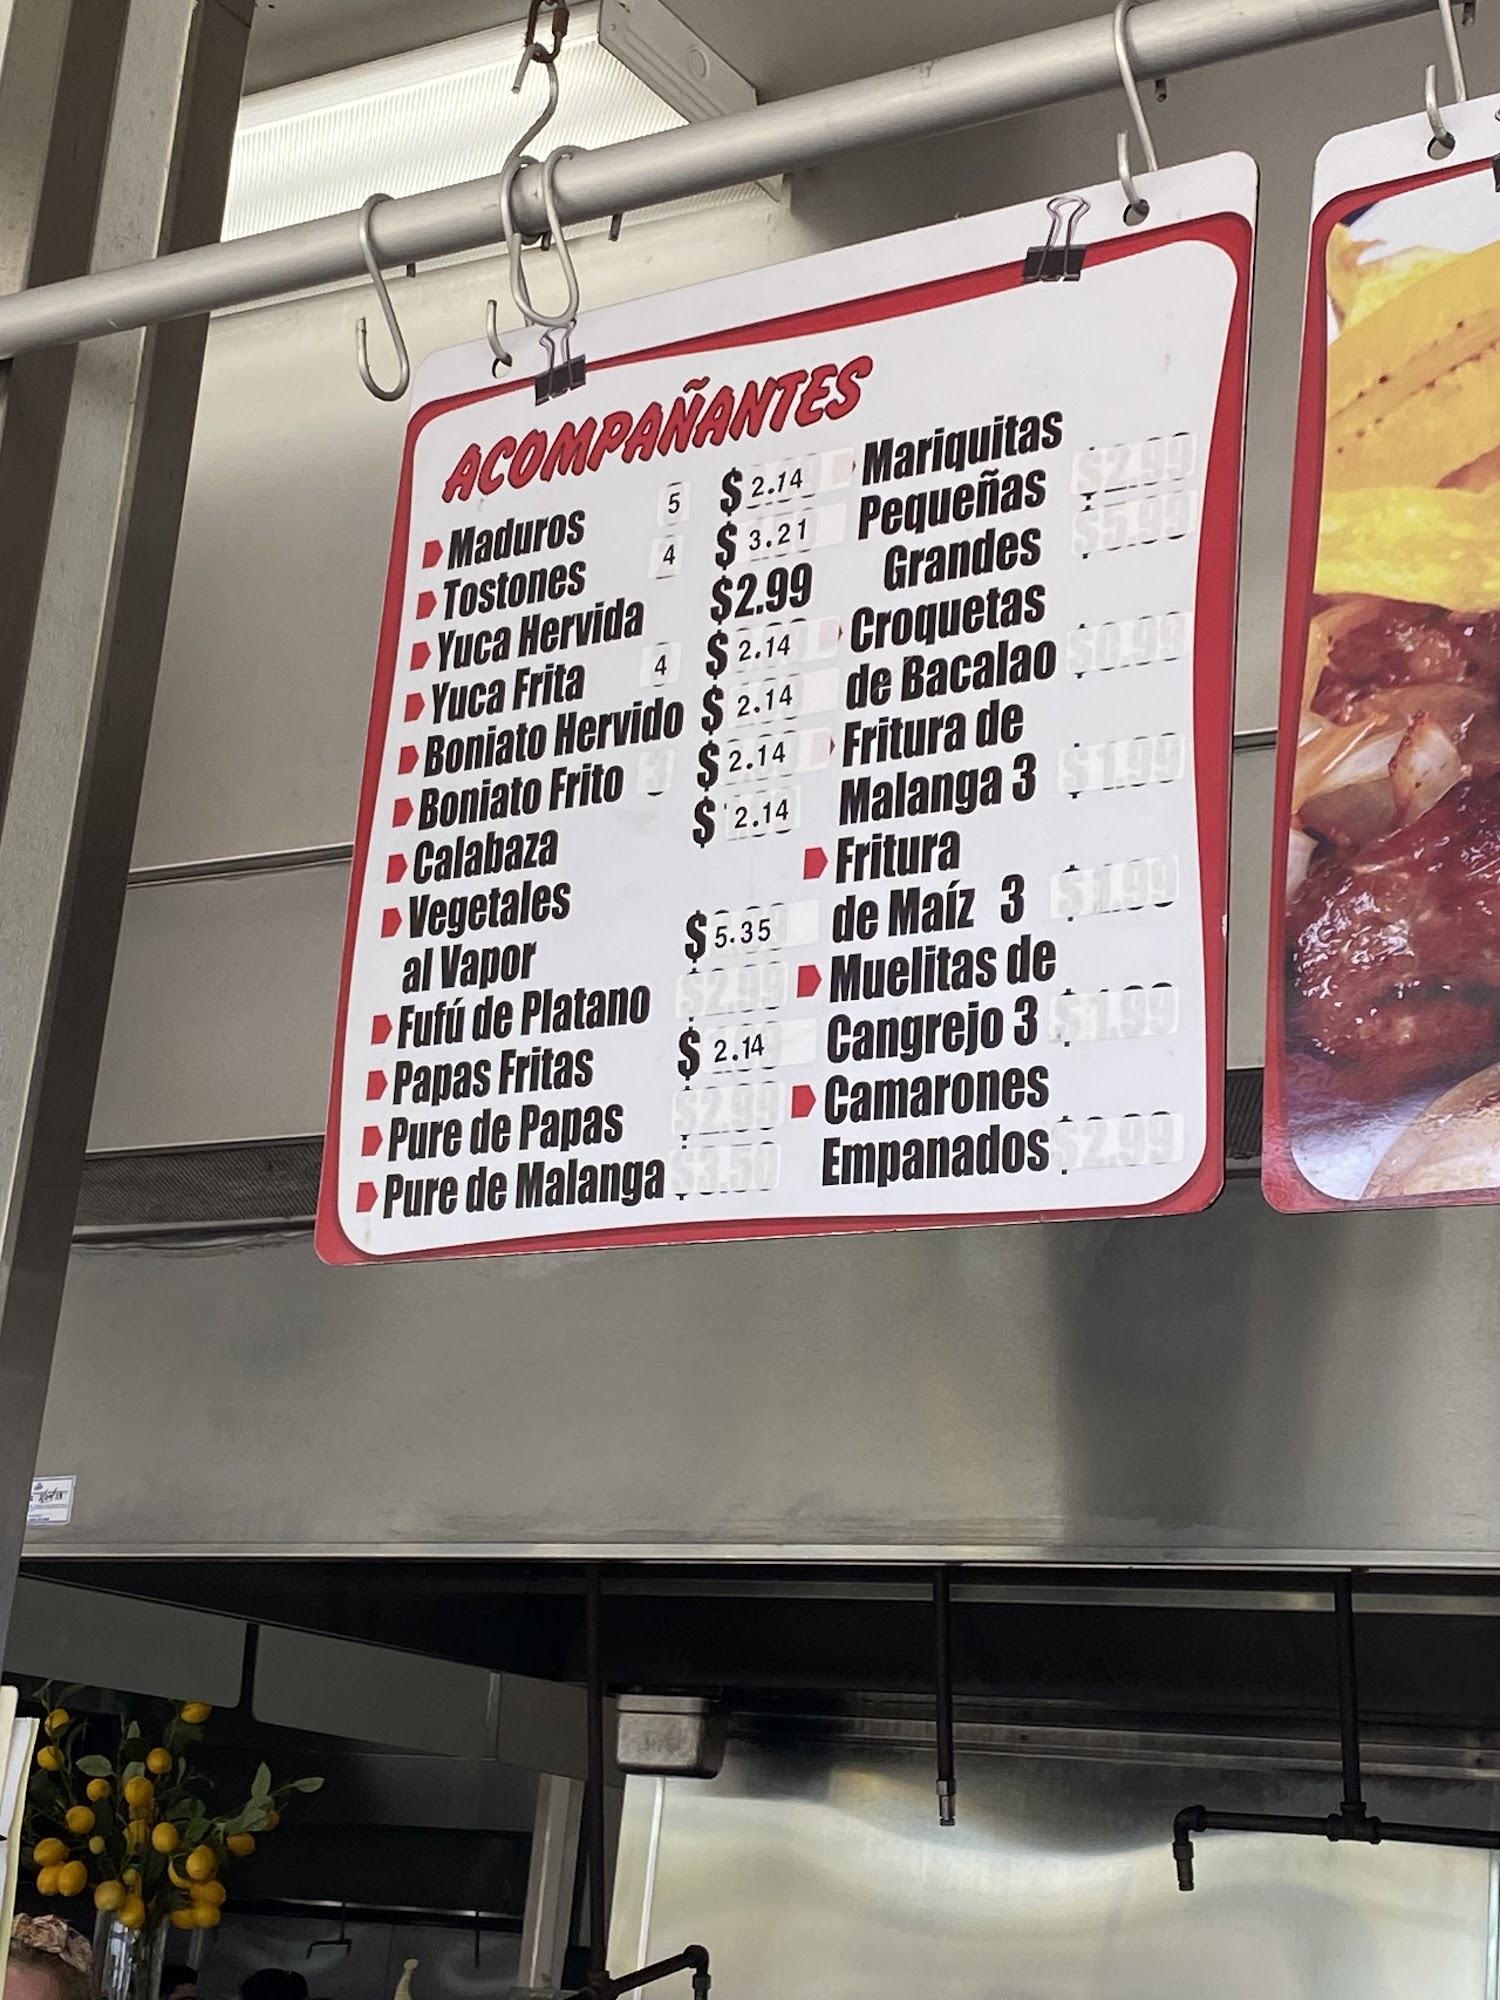 ACOMPAÑANTES
Maduros 5 $ 2.14
Tostones 4 $ 3.21
Yuca Hervida $2.99
Yuca Frita 4 $ 2.14
Boniato Hervido $ 2.14
Boniato Frito 3 $ 2.14
Calabaza $ 2.14
Vegetales
al Vapor $ 5.35
Fufú de Platano $2.99
Papas Fritas $ 2.14
Pure de Papas $2.99
Pure de Malanga $3.50
Mariquitas
Pequeñas $2.99
Grandes $5.99
Croquetas
de Bacalao $0.99
Fritura de
Malanga 3 $1.99
Fritura
de Maíz 3 $1.99
Muelitas de
Cangrejo 3 $1.99
Camarones
Empanados $2.99